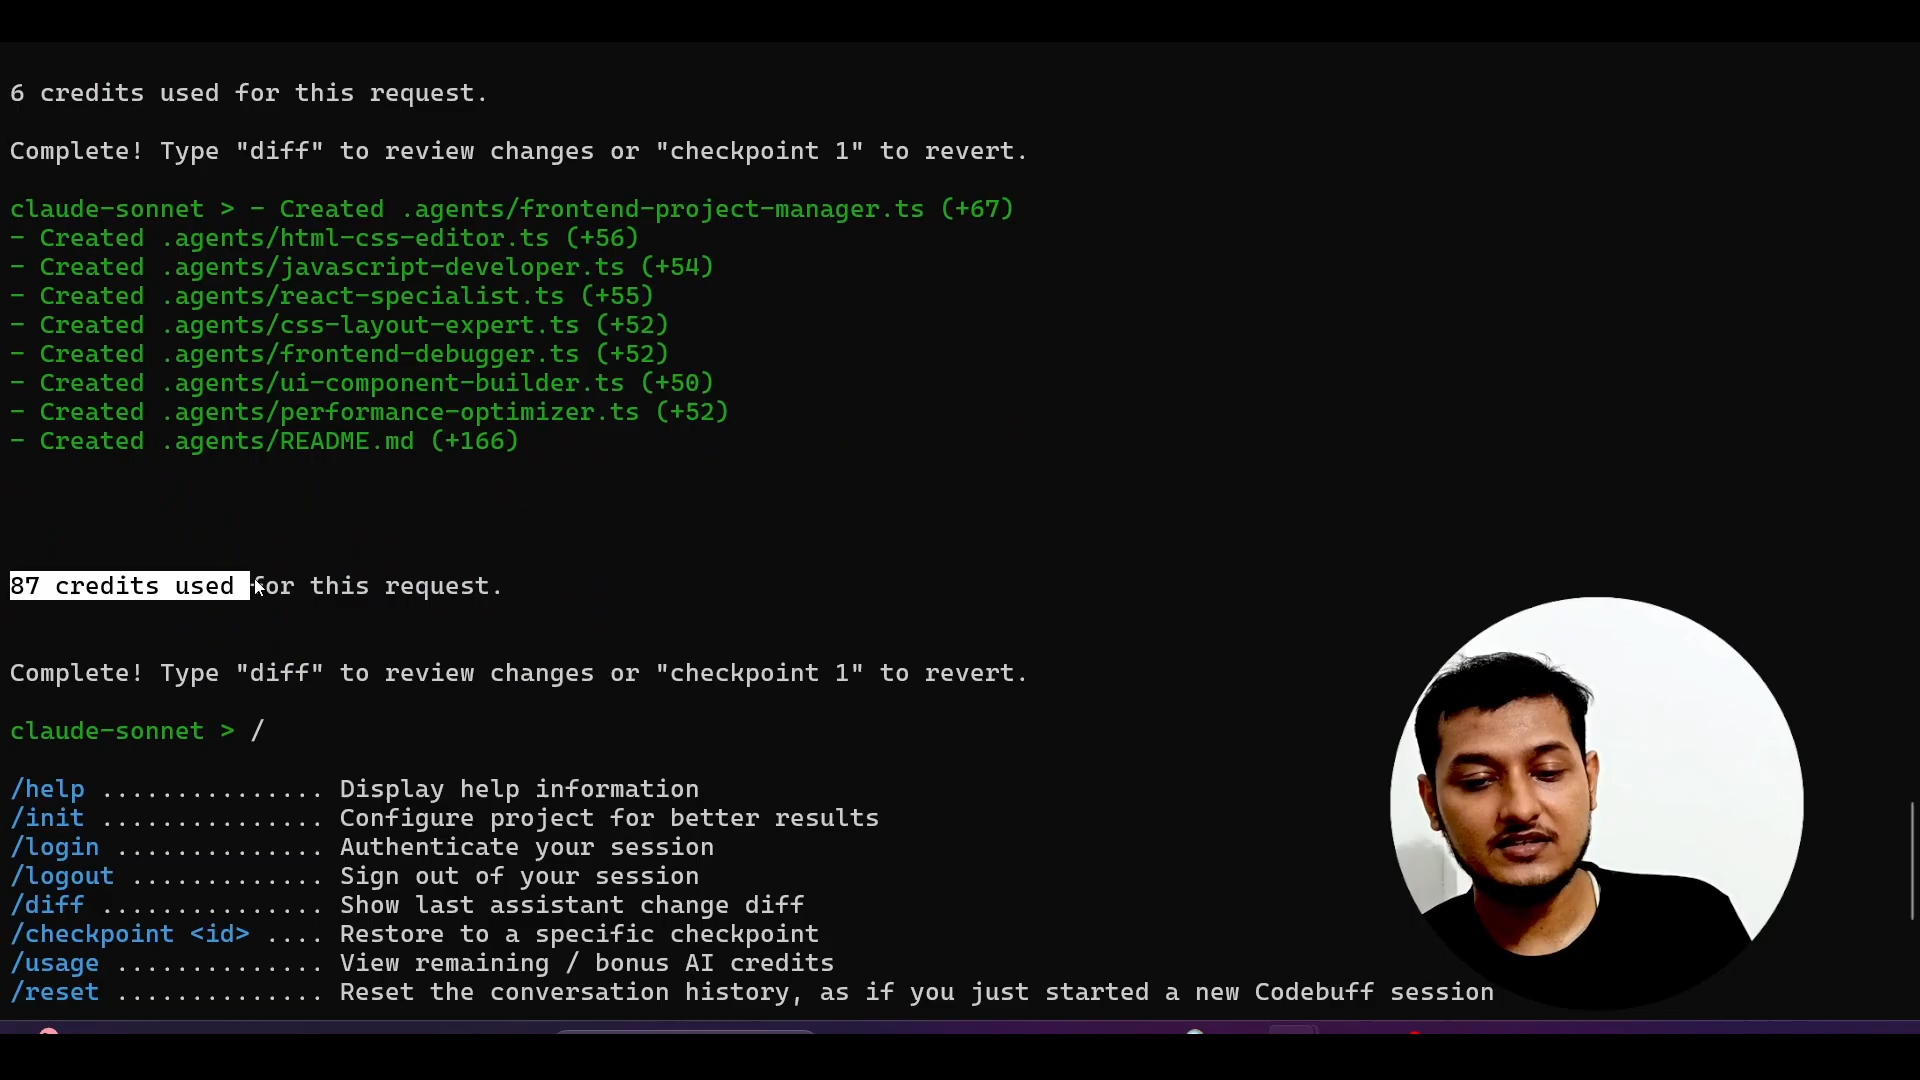 6 credits used for this request.
Complete! Type "diff" to review changes or "checkpoint 1" to revert.
claude-sonnet > - Created .agents/frontend-project-manager.ts (+67)
- Created .agents/html-css-editor.ts (+56)
- Created .agents/javascript-developer.ts (+54)
- Created .agents/react-specialist.ts (+55)
- Created .agents/css-layout-expert.ts (+52)
- Created .agents/frontend-debugger.ts (+52)
- Created .agents/ui-component-builder.ts (+50)
- Created .agents/performance-optimizer.ts (+52)
- Created .agents/README.md (+166)
87 credits used for this request.
Complete! Type "diff" to review changes or "checkpoint 1" to revert.
claude-sonnet > /
/help ............... Display help information
/init ............... Configure project for better results
/login .............. Authenticate your session
/logout ............. Sign out of your session
/diff ............... Show last assistant change diff
/checkpoint <id> .... Restore to a specific checkpoint
/usage .............. View remaining / bonus AI credits
/reset .............. Reset the conversation history, as if you just started a new Codebuff session